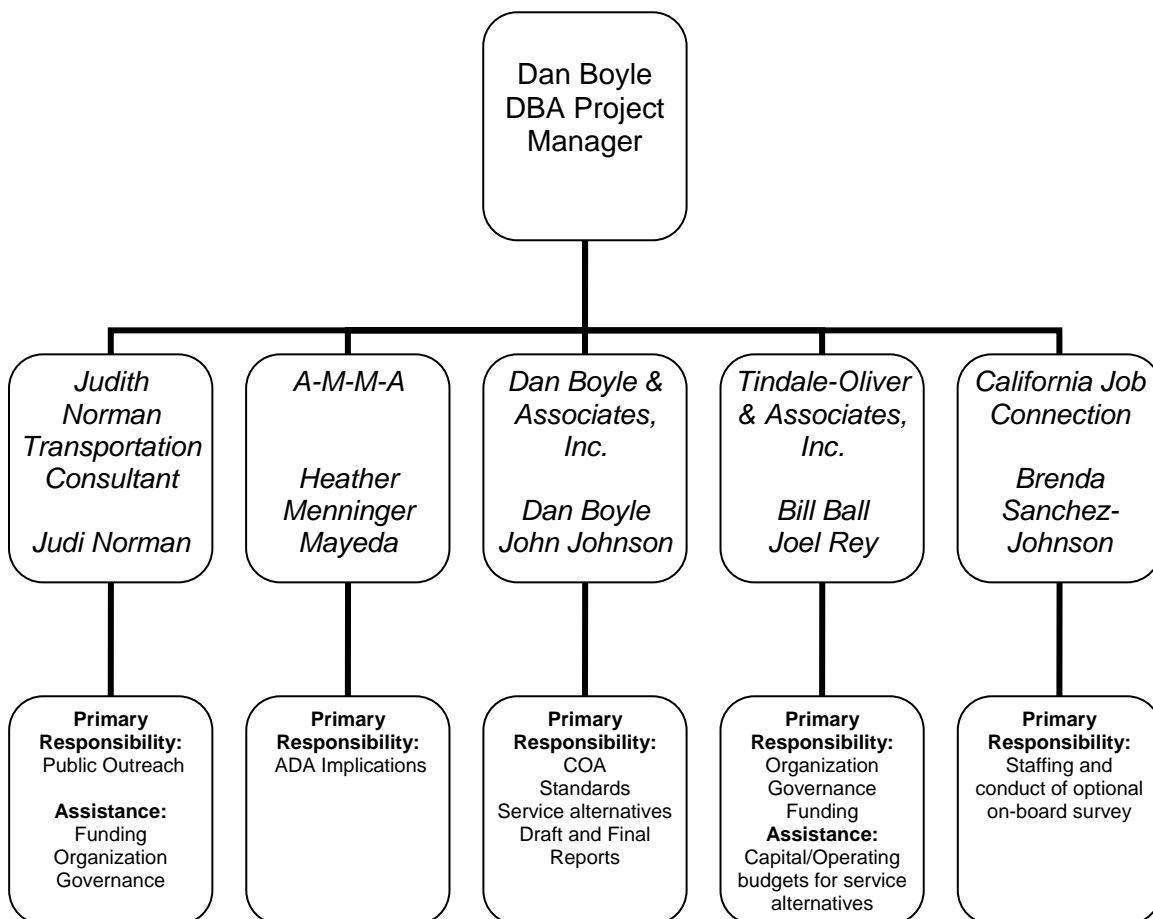 Dan Boyle
DBA Project
Manager
Judith
Norman
Transportation
Consultant
Judi Norman
A-M-M-A
Heather
Menninger
Mayeda
Dan Boyle &
Associates,
Inc.
Dan Boyle
John Johnson
Tindale-Oliver
& Associates,
Inc.
Bill Ball
Joel Rey
California Job
Connection
Brenda
Sanchez-
Johnson
Primary
Responsibility:
Public Outreach
Assistance:
Funding
Organization
Governance
Primary
Responsibility:
ADA Implications
Primary
Responsibility:
COA
Standards
Service alternatives
Draft and Final
Reports
Primary
Responsibility:
Organization
Governance
Funding
Assistance:
Capital/Operating
budgets for service
alternatives
Primary
Responsibility:
Staffing and
conduct of optional
on-board survey